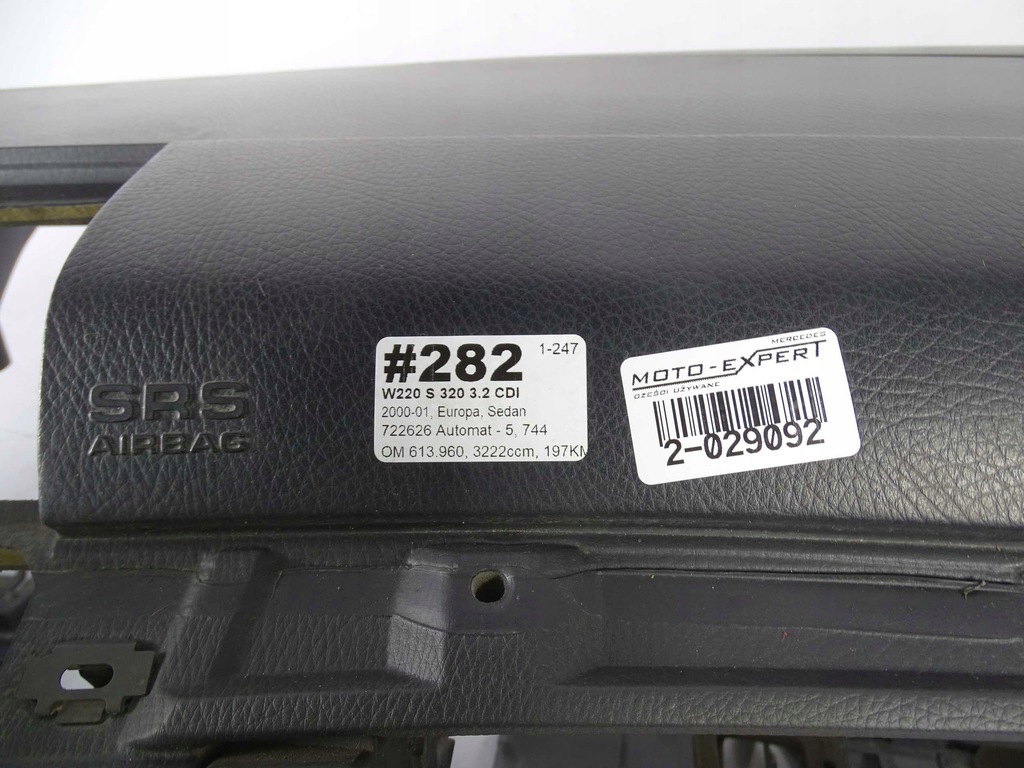 SRS
AIRBAG
#282 1-247
W220 S 320 3.2 CDI
2000-01, Europa, Sedan
722626 Automat - 5, 744
OM 613.960, 3222ccm, 197KM
MERCEDES
MOTO-EXPERT
CZĘŚCI UŻYWANE
2-029092